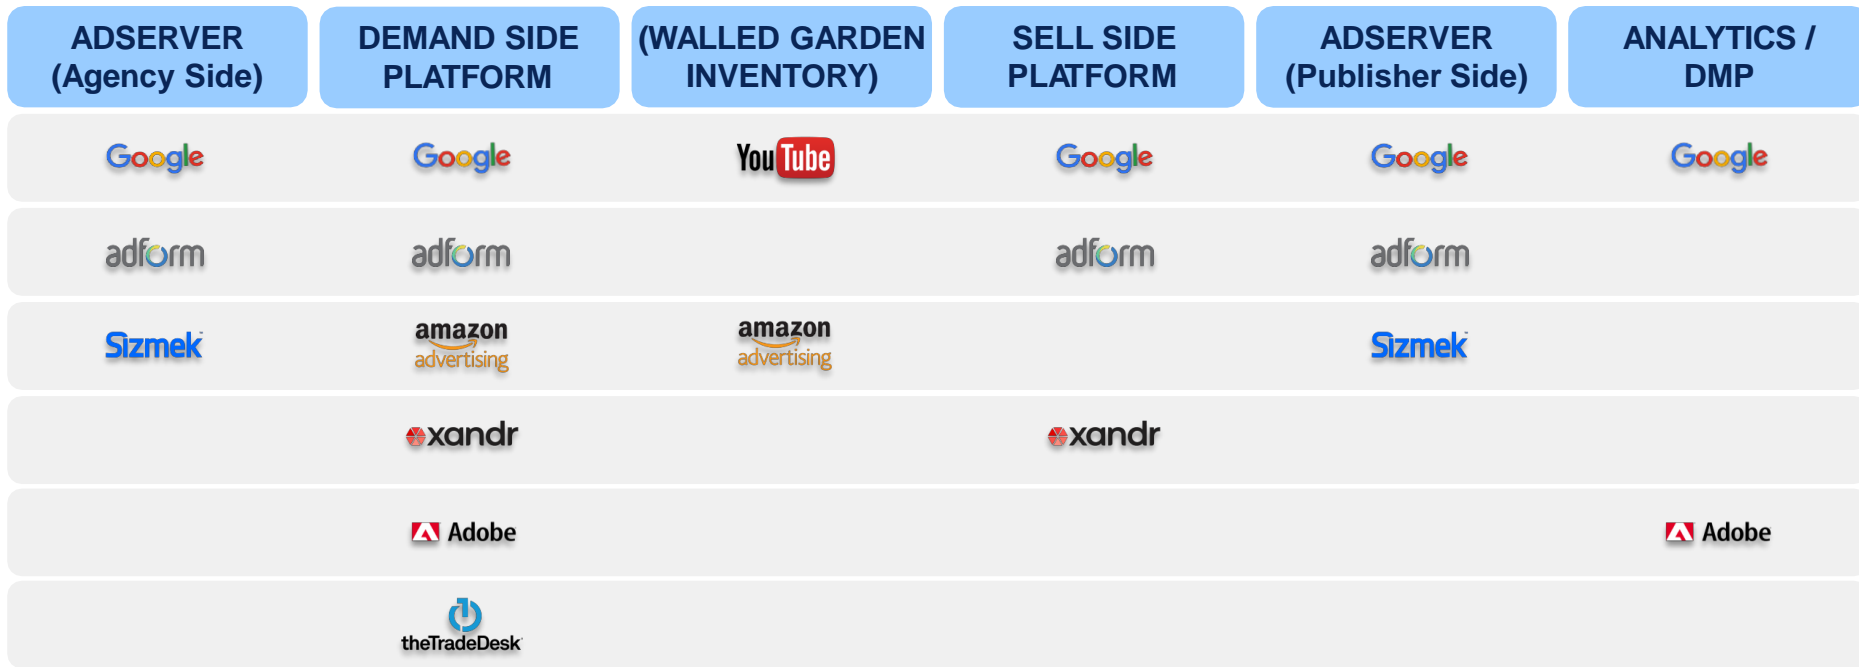 ADSERVER
(Agency Side)
DEMAND SIDE
PLATFORM
(WALLED GARDEN
INVENTORY)
SELL SIDE
PLATFORM
ADSERVER
(Publisher Side)
ANALYTICS /
DMP
Google
Google
YouTube
Google
Google
Google
adform
adform
adform
adform
Sizmek
amazon
advertising
amazon
advertising
Sizmek
xandr
xandr
Adobe
Adobe
theTradeDesk